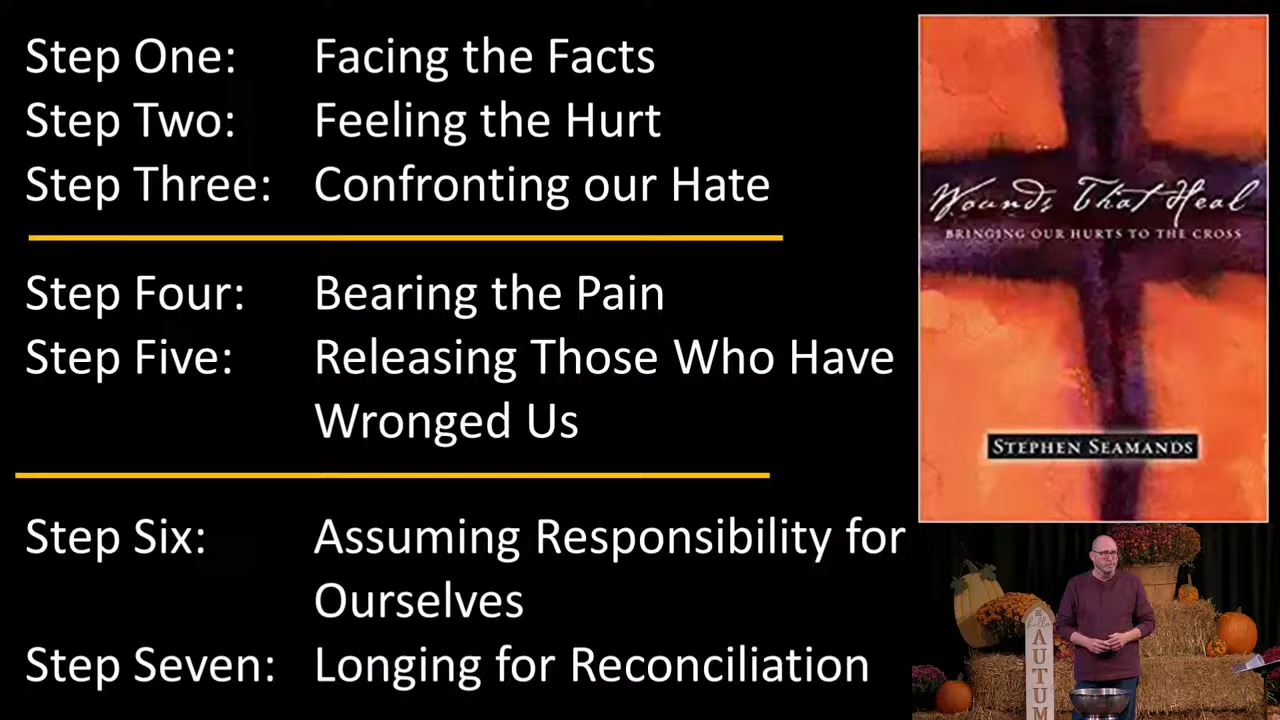 Step One: Facing the Facts
Step Two: Feeling the Hurt
Step Three: Confronting our Hate
Step Four: Bearing the Pain
Step Five: Releasing Those Who Have
Wronged Us
Step Six: Assuming Responsibility for
Ourselves
Step Seven: Longing for Reconciliation
Wounds That Heal
BRINGING OUR HURTS TO THE CROSS
STEPHEN SEAMANDS
hello
AUTUM